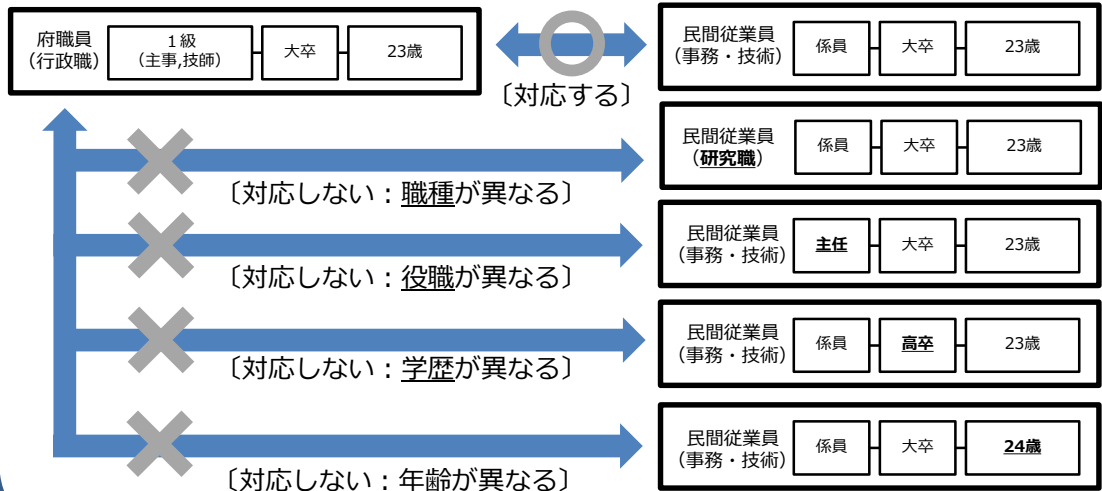 府職員
(行政職)
1級
(主事,技師)
大卒
23歳
〔対応する〕
民間従業員
(事務・技術)
係員
大卒
23歳
民間従業員
(研究職)
係員
大卒
23歳
〔対応しない：職種が異なる〕
民間従業員
(事務・技術)
主任
大卒
23歳
〔対応しない：役職が異なる〕
民間従業員
(事務・技術)
係員
高卒
23歳
〔対応しない：学歴が異なる〕
民間従業員
(事務・技術)
係員
大卒
24歳
〔対応しない：年齢が異なる〕